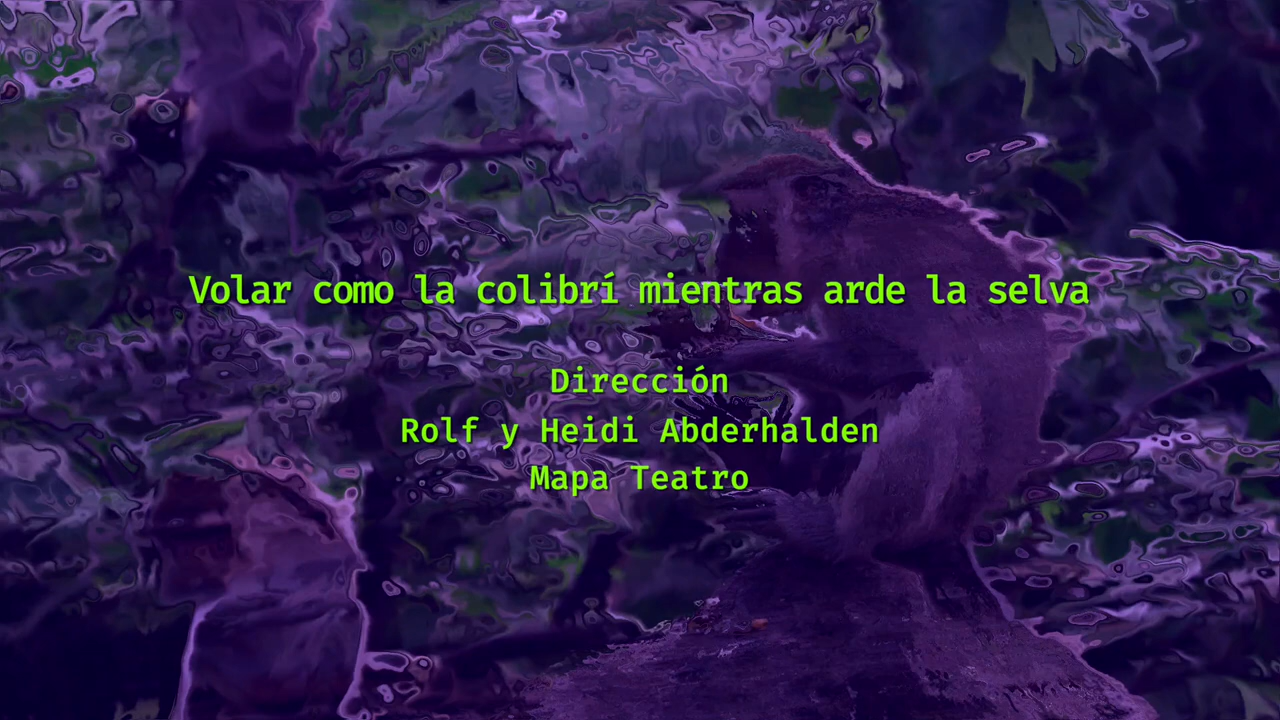 Volar como la colibrí mientras arde la selva
Dirección
Rolf y Heidi Abderhalden
Mapa Teatro